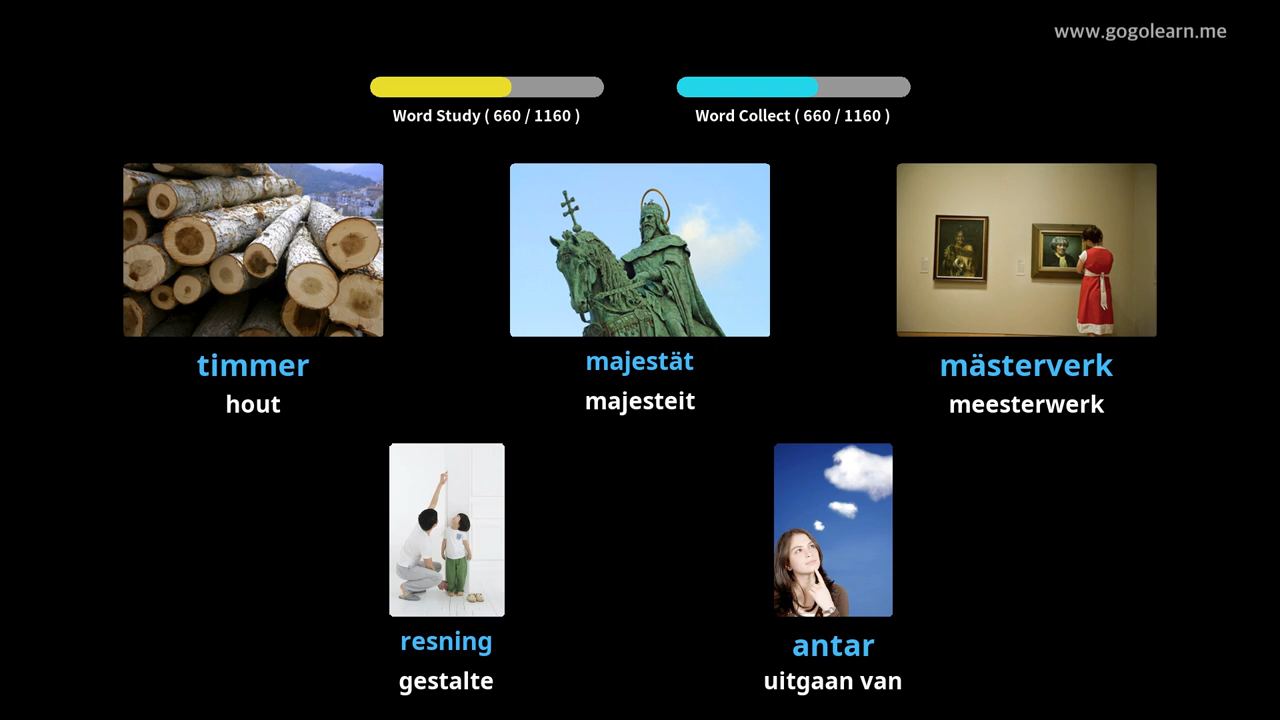 www.gogolearn.me
Word Study ( 660 / 1160 )
Word Collect ( 660 / 1160 )
timmer
hout
majestät
majesteit
mästerverk
meesterwerk
resning
gestalte
antar
uitgaan van